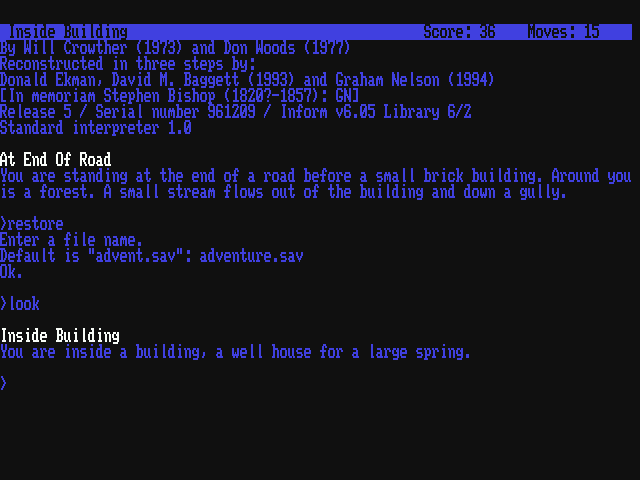 Inside Building Score: 36 Moves: 15
By Will Crowther (1973) and Don Woods (1977)
Reconstructed in three steps by:
Donald Ekman, David M. Baggett (1993) and Graham Nelson (1994)
[In memoriam Stephen Bishop (1820?-1857): GN]
Release 5 / Serial number 961209 / Inform v6.05 Library 6/2
Standard interpreter 1.0
At End Of Road
You are standing at the end of a road before a small brick building. Around you
is a forest. A small stream flows out of the building and down a gully.
>restore
Enter a file name.
Default is "advent.sav": adventure.sav
Ok.
>look
Inside Building
You are inside a building, a well house for a large spring.
>